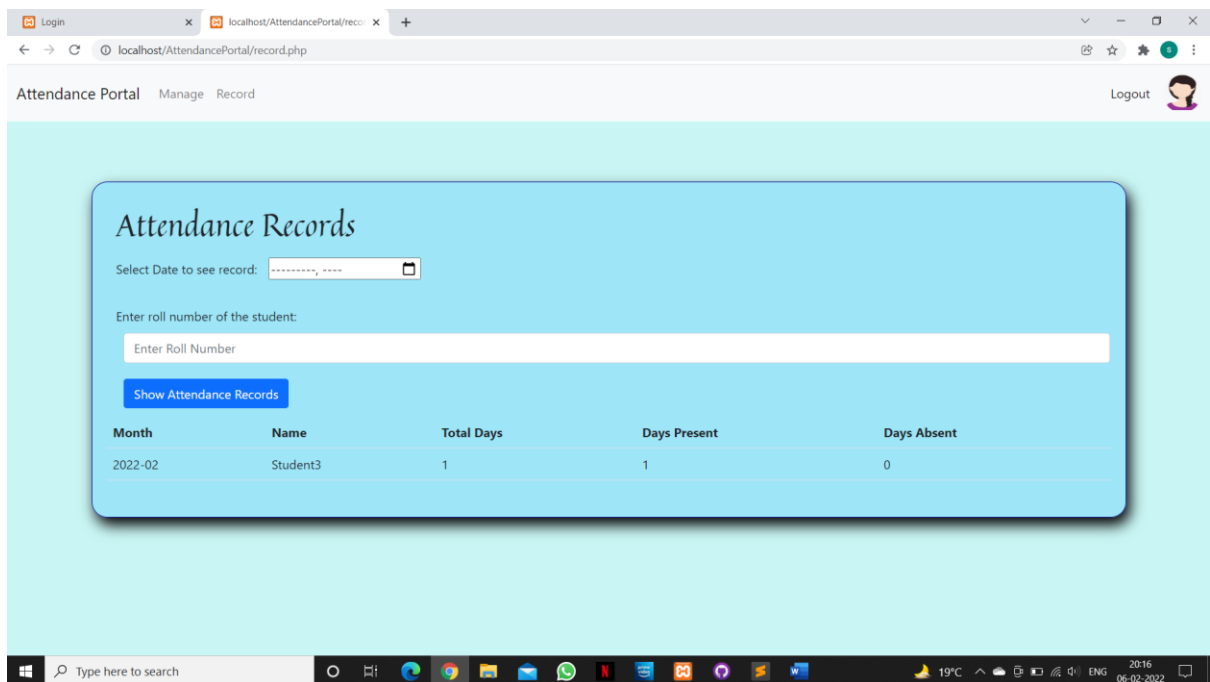 Login
localhost/AttendancePortal/reco
localhost/AttendancePortal/record.php
S
Attendance Portal Manage Record Logout
Attendance Records
Select Date to see record: ---------, ----
Enter roll number of the student:
Enter Roll Number
Show Attendance Records
Month Name Total Days Days Present Days Absent
2022-02 Student3 1 1 0
Type here to search
N
W
19°C ENG 20:16
06-02-2022